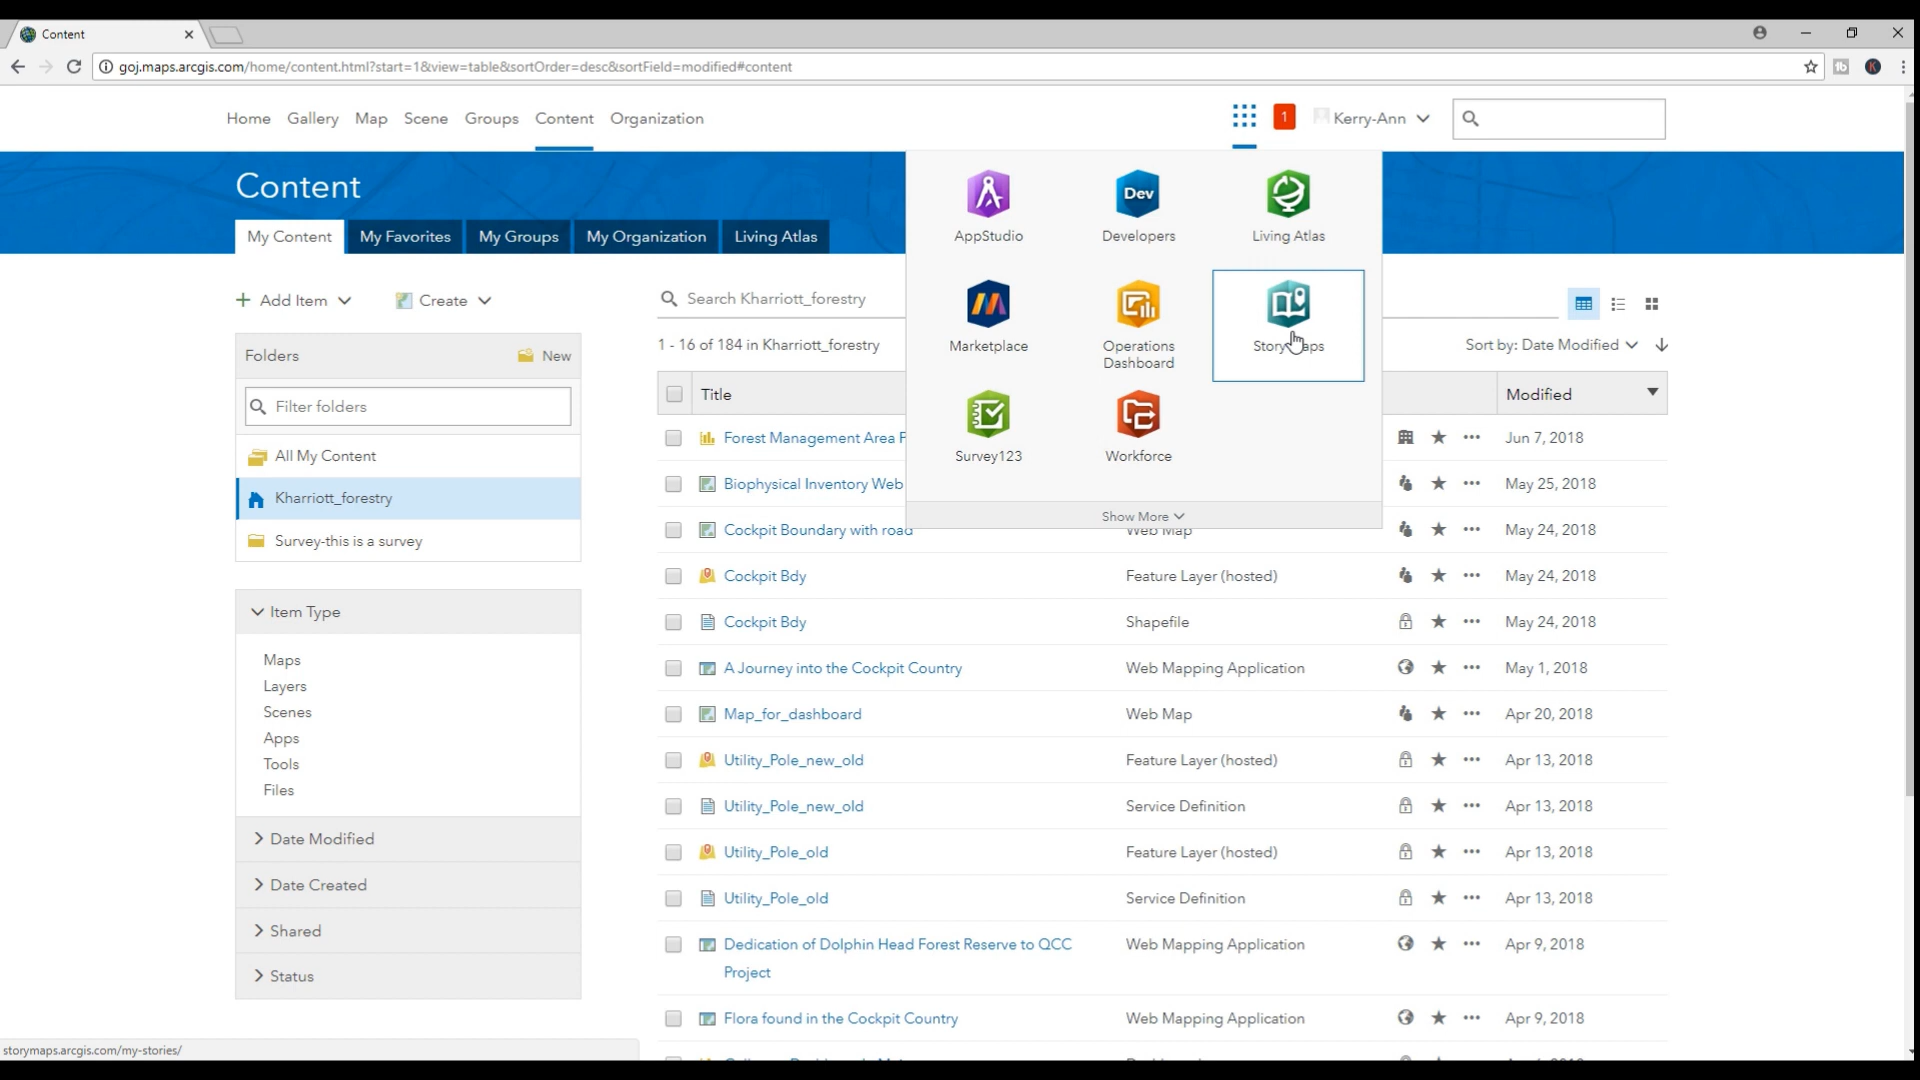 Content
goj.maps.arcgis.com/home/content.html?start=1&view=table&sortOrder=desc&sortField=modified#content
Home Gallery Map Scene Groups Content Organization 1 Kerry-Ann
Content
My Content My Favorites My Groups My Organization Living Atlas
AppStudio Dev Developers Living Atlas
Marketplace Operations Dashboard
Survey123 Workforce
Show More
Add Item Create
Search Kharriott_forestry
1 - 16 of 184 in Kharriott_forestry
Sort by: Date Modified
Folders New
Filter folders
All My Content
Kharriott_forestry
Survey-this is a survey
Item Type
Maps
Layers
Scenes
Apps
Tools
Files
Date Modified
Date Created
Shared
Status
Title Modified
Forest Management Area Jun 7, 2018
Biophysical Inventory Web May 25, 2018
Cockpit Boundary with road Web Map May 24, 2018
Cockpit Bdy Feature Layer (hosted) May 24, 2018
Cockpit Bdy Shapefile May 24, 2018
A Journey into the Cockpit Country Web Mapping Application May 1, 2018
Map_for_dashboard Web Map Apr 20, 2018
Utility_Pole_new_old Feature Layer (hosted) Apr 13, 2018
Utility_Pole_new_old Service Definition Apr 13, 2018
Utility_Pole_old Feature Layer (hosted) Apr 13, 2018
Utility_Pole_old Service Definition Apr 13, 2018
Dedication of Dolphin Head Forest Reserve to QCC Web Mapping Application Apr 9, 2018
Project
Flora found in the Cockpit Country Web Mapping Application Apr 9, 2018
storymaps.arcgis.com/my-stories/